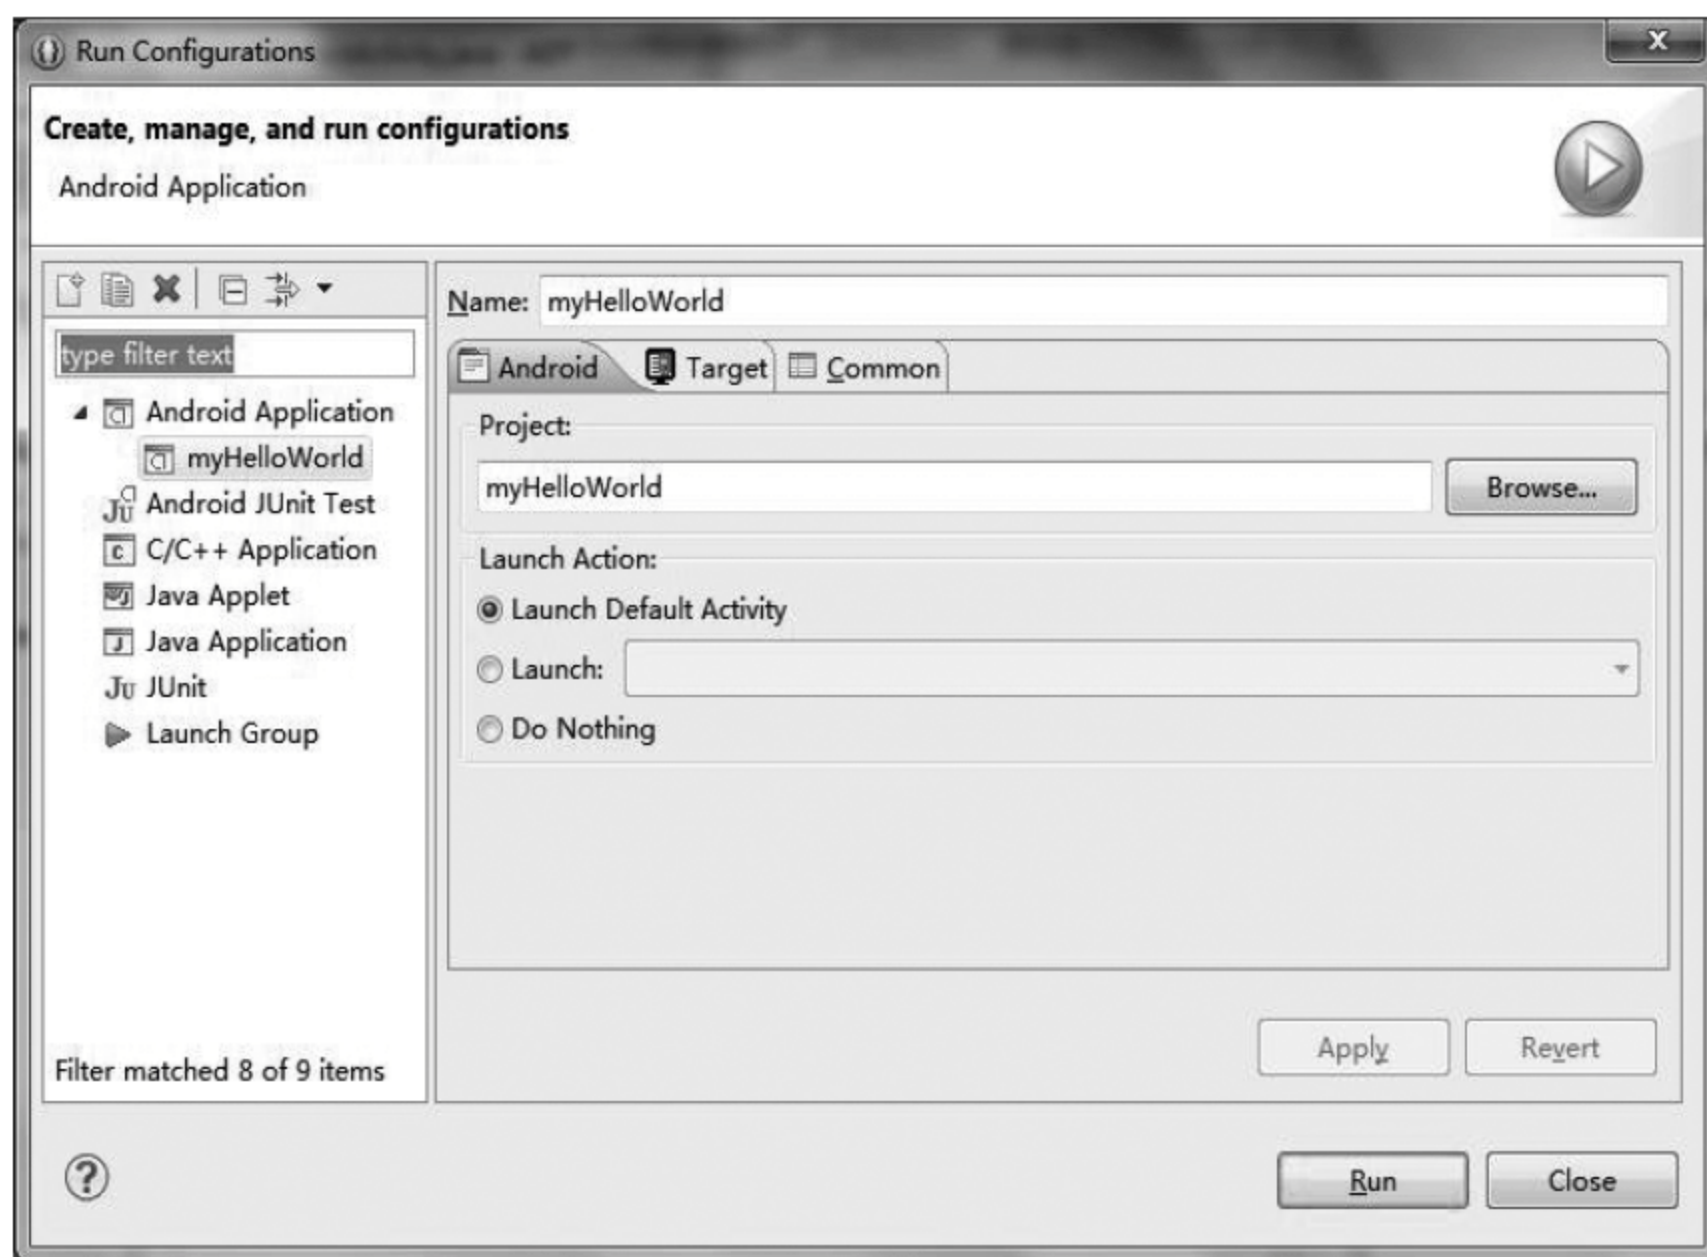 Run Configurations
Create, manage, and run configurations
Android Application
type filter text
Android Application
myHelloWorld
Android JUnit Test
C/C++ Application
Java Applet
Java Application
JUnit
Launch Group
Filter matched 8 of 9 items
Name: myHelloWorld
Android Target Common
Project:
myHelloWorld Browse...
Launch Action:
Launch Default Activity
Launch:
Do Nothing
Apply Revert
Run Close